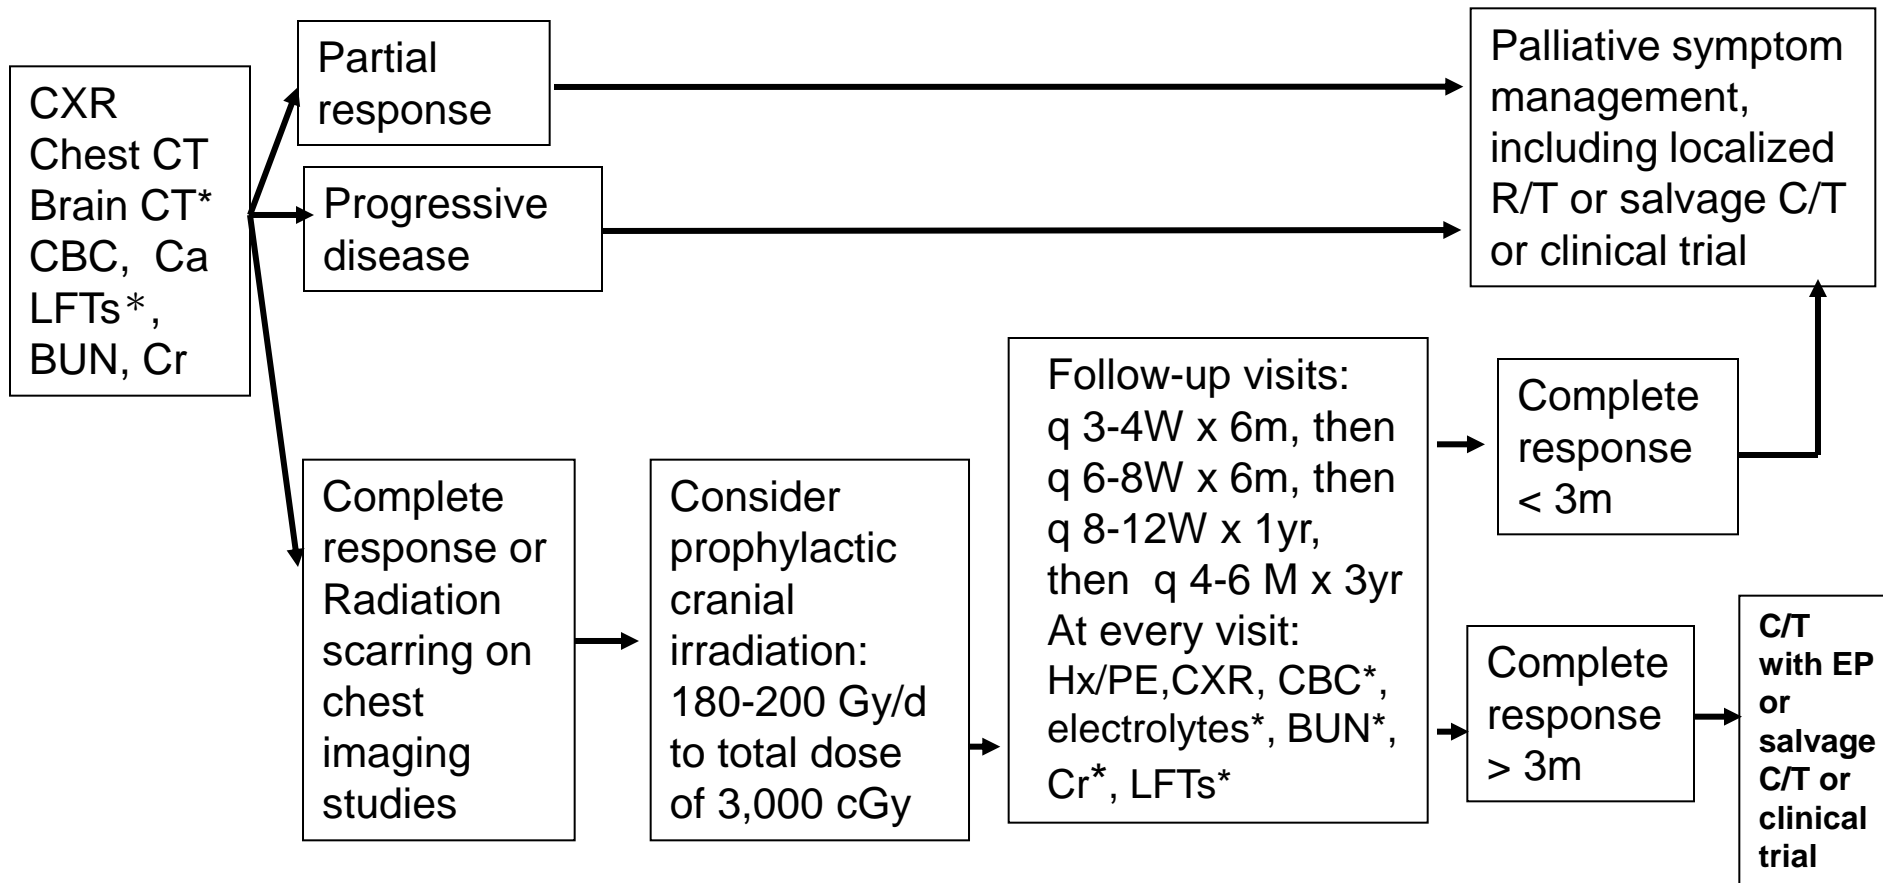 CXR
Chest CT
Brain CT*
CBC,  Ca
LFTs*,
BUN, Cr
Partial
response
Progressive
disease
Palliative symptom
management,
including localized
R/T or salvage C/T
or clinical trial
Complete
response or
Radiation
scarring on
chest
imaging
studies
Consider
prophylactic
cranial
irradiation:
180-200 Gy/d
to total dose
of 3,000 cGy
Follow-up visits:
q 3-4W x 6m, then
q 6-8W x 6m, then
q 8-12W x 1yr,
then  q 4-6 M x 3yr
At every visit:
Hx/PE,CXR, CBC*,
electrolytes*, BUN*,
Cr*, LFTs*
Complete
response
< 3m
Complete
response
> 3m
C/T
with EP
or
salvage
C/T or
clinical
trial